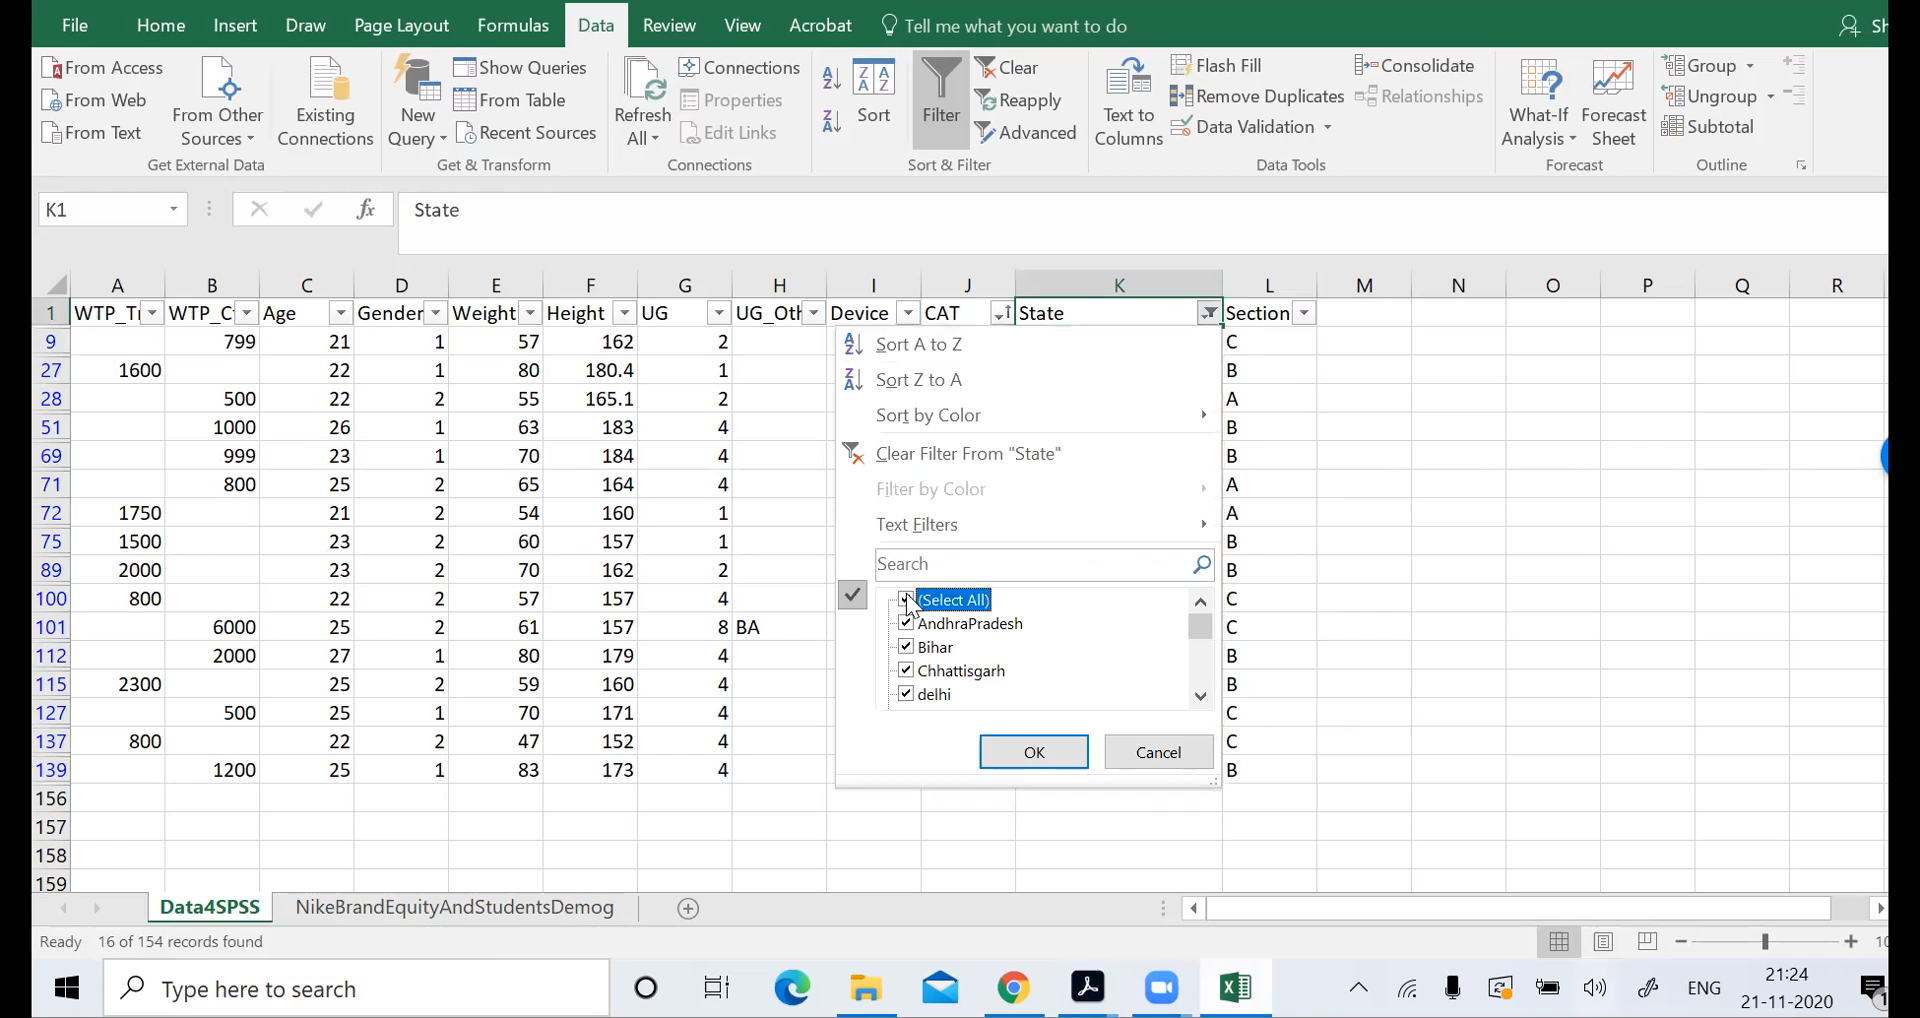 File Home Insert Draw Page Layout Formulas Data Review View Acrobat Tell me what you want to do
From Access
From Web
From Text
From Other Sources
Existing Connections
Get External Data
New Query
Show Queries
From Table
Recent Sources
Get & Transform
Refresh All
Connections
Properties
Edit Links
Connections
Sort
Filter
Clear
Reapply
Advanced
Sort & Filter
Text to Columns
Flash Fill
Remove Duplicates
Data Validation
Consolidate
Relationships
Data Tools
What-If Analysis
Forecast Sheet
Forecast
Group
Ungroup
Subtotal
Outline
K1 fx State
A B C D E F G H I J K L M N O P Q R
1 WTP_Tr WTP_C Age Gender Weight Height UG UG_Oth Device CAT State Section
9 799 21 1 57 162 2 C
27 1600 22 1 80 180.4 1 B
28 500 22 2 55 165.1 2 A
51 1000 26 1 63 183 4 B
69 999 23 1 70 184 4 B
71 800 25 2 65 164 4 A
72 1750 21 2 54 160 1 A
75 1500 23 2 60 157 1 B
89 2000 23 2 70 162 2 B
100 800 22 2 57 157 4 C
101 6000 25 2 61 157 8 BA C
112 2000 27 1 80 179 4 B
115 2300 25 2 59 160 4 B
127 500 25 1 70 171 4 C
137 800 22 2 47 152 4 C
139 1200 25 1 83 173 4 B
156
157
158
159
Sort A to Z
Sort Z to A
Sort by Color
Clear Filter From "State"
Filter by Color
Text Filters
Search
(Select All)
AndhraPradesh
Bihar
Chhattisgarh
delhi
OK Cancel
Data4SPSS NikeBrandEquityAndStudentsDemog
Ready 16 of 154 records found
Type here to search
ENG
21:24
21-11-2020